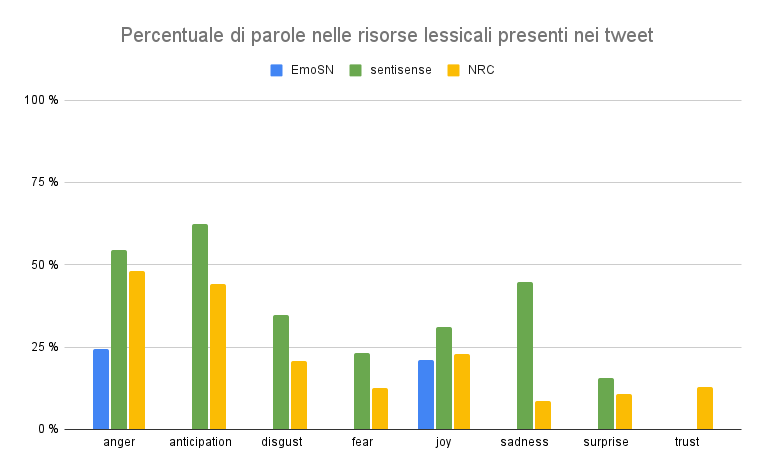 Percentuale di parole nelle risorse lessicali presenti nei tweet
EmoSN sentisense NRC
100 %
75 %
50 %
25 %
0 %
anger anticipation disgust fear joy sadness surprise trust